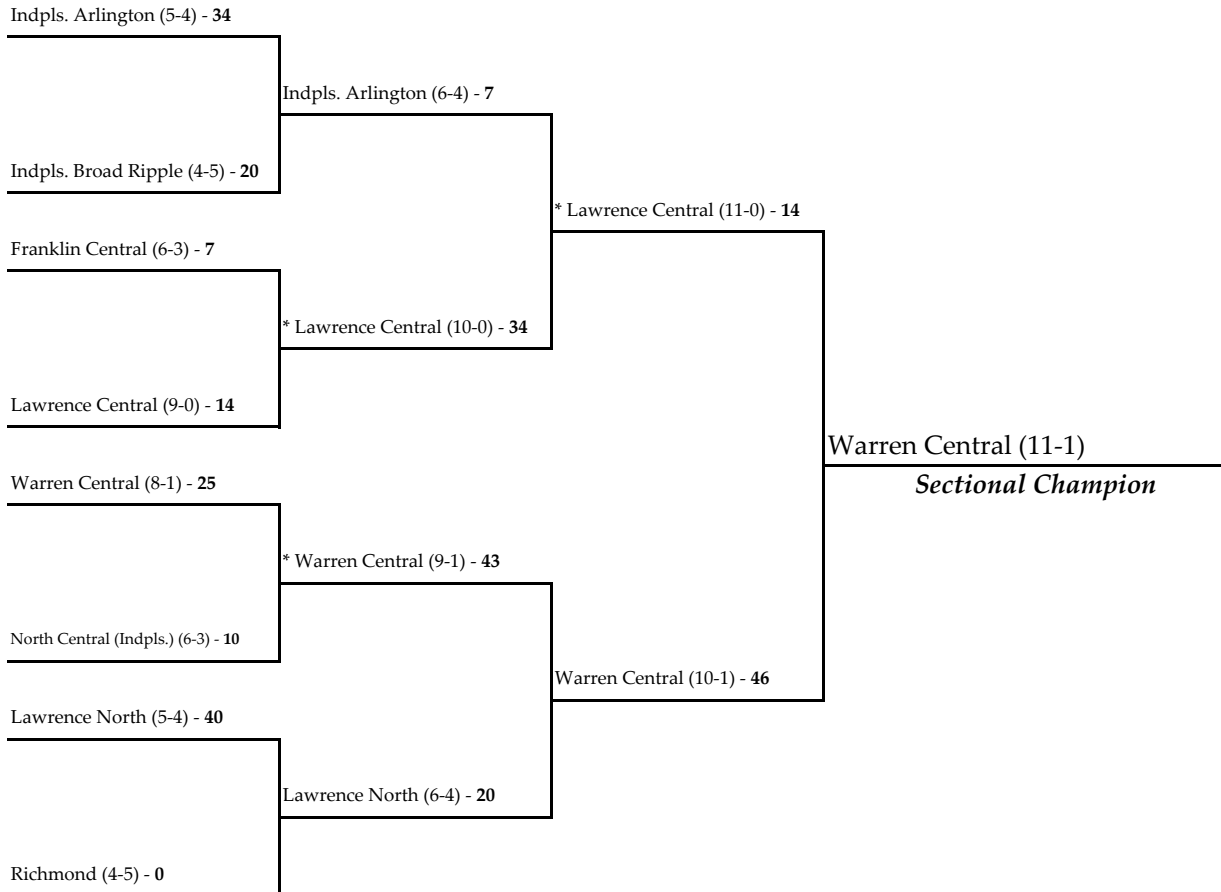 Indpls. Arlington (5-4) - 34
Indpls. Arlington (6-4) - 7
Indpls. Broad Ripple (4-5) - 20
* Lawrence Central (11-0) - 14
Franklin Central (6-3) - 7
* Lawrence Central (10-0) - 34
Lawrence Central (9-0) - 14
Warren Central (11-1)
Sectional Champion
Warren Central (8-1) - 25
* Warren Central (9-1) - 43
North Central (Indpls.) (6-3) - 10
Warren Central (10-1) - 46
Lawrence North (5-4) - 40
Lawrence North (6-4) - 20
Richmond (4-5) - 0